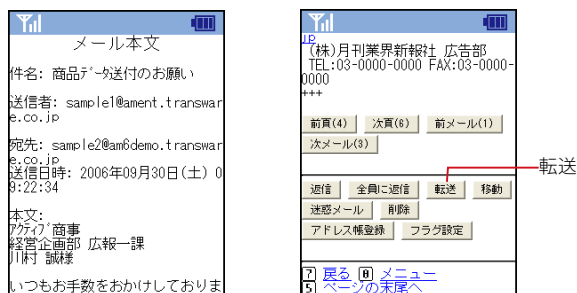 メール本文
件名: 商品ﾃﾞｰﾀ送付のお願い
送信者: sample1@ament.transwar
e.co.jp
宛先: sample2@am6demo.transwar
e.co.jp
送信日時: 2006年09月30日(土) 0
9:22:34
本文:
ｱｸﾃｨﾌﾞ商事
経営企画部 広報一課
川村 誠様
いつもお手数をおかけしておりま
jp
(株)月刊業界新報社 広告部
TEL:03-0000-0000 FAX:03-0000-
0000
+++
前頁(4) 次頁(6) 前メール(1)
次メール(3)
返信 全員に返信 転送 移動
迷惑メール 削除
アドレス帳登録 フラグ設定
7 戻る 0 メニュー
5 ページの末尾へ
転送